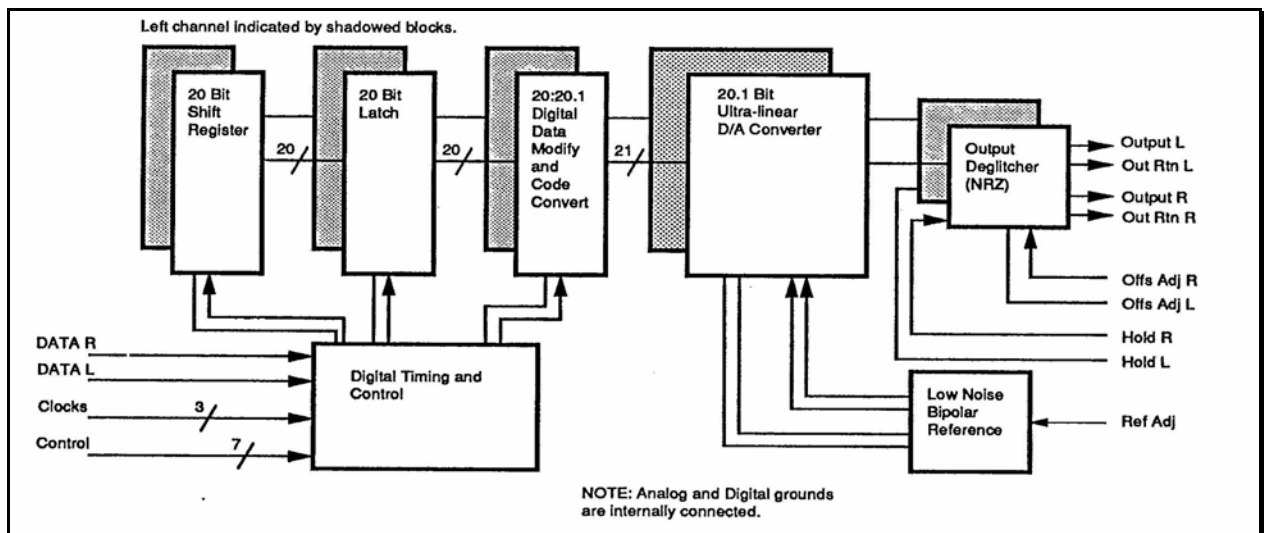 Left channel indicated by shadowed blocks.
20 Bit
Shift
Register
20
20 Bit
Latch
20
20:20.1
Digital
Data
Modify
and
Code
Convert
21
20.1 Bit
Ultra-linear
D/A Converter
Output
Deglitcher
(NRZ)
Output L
Out Rtn L
Output R
Out Rtn R
Offs Adj R
Offs Adj L
Hold R
Hold L
DATA R
DATA L
Clocks
3
Control
7
Digital Timing and
Control
Low Noise
Bipolar
Reference
Ref Adj
NOTE: Analog and Digital grounds
are internally connected.